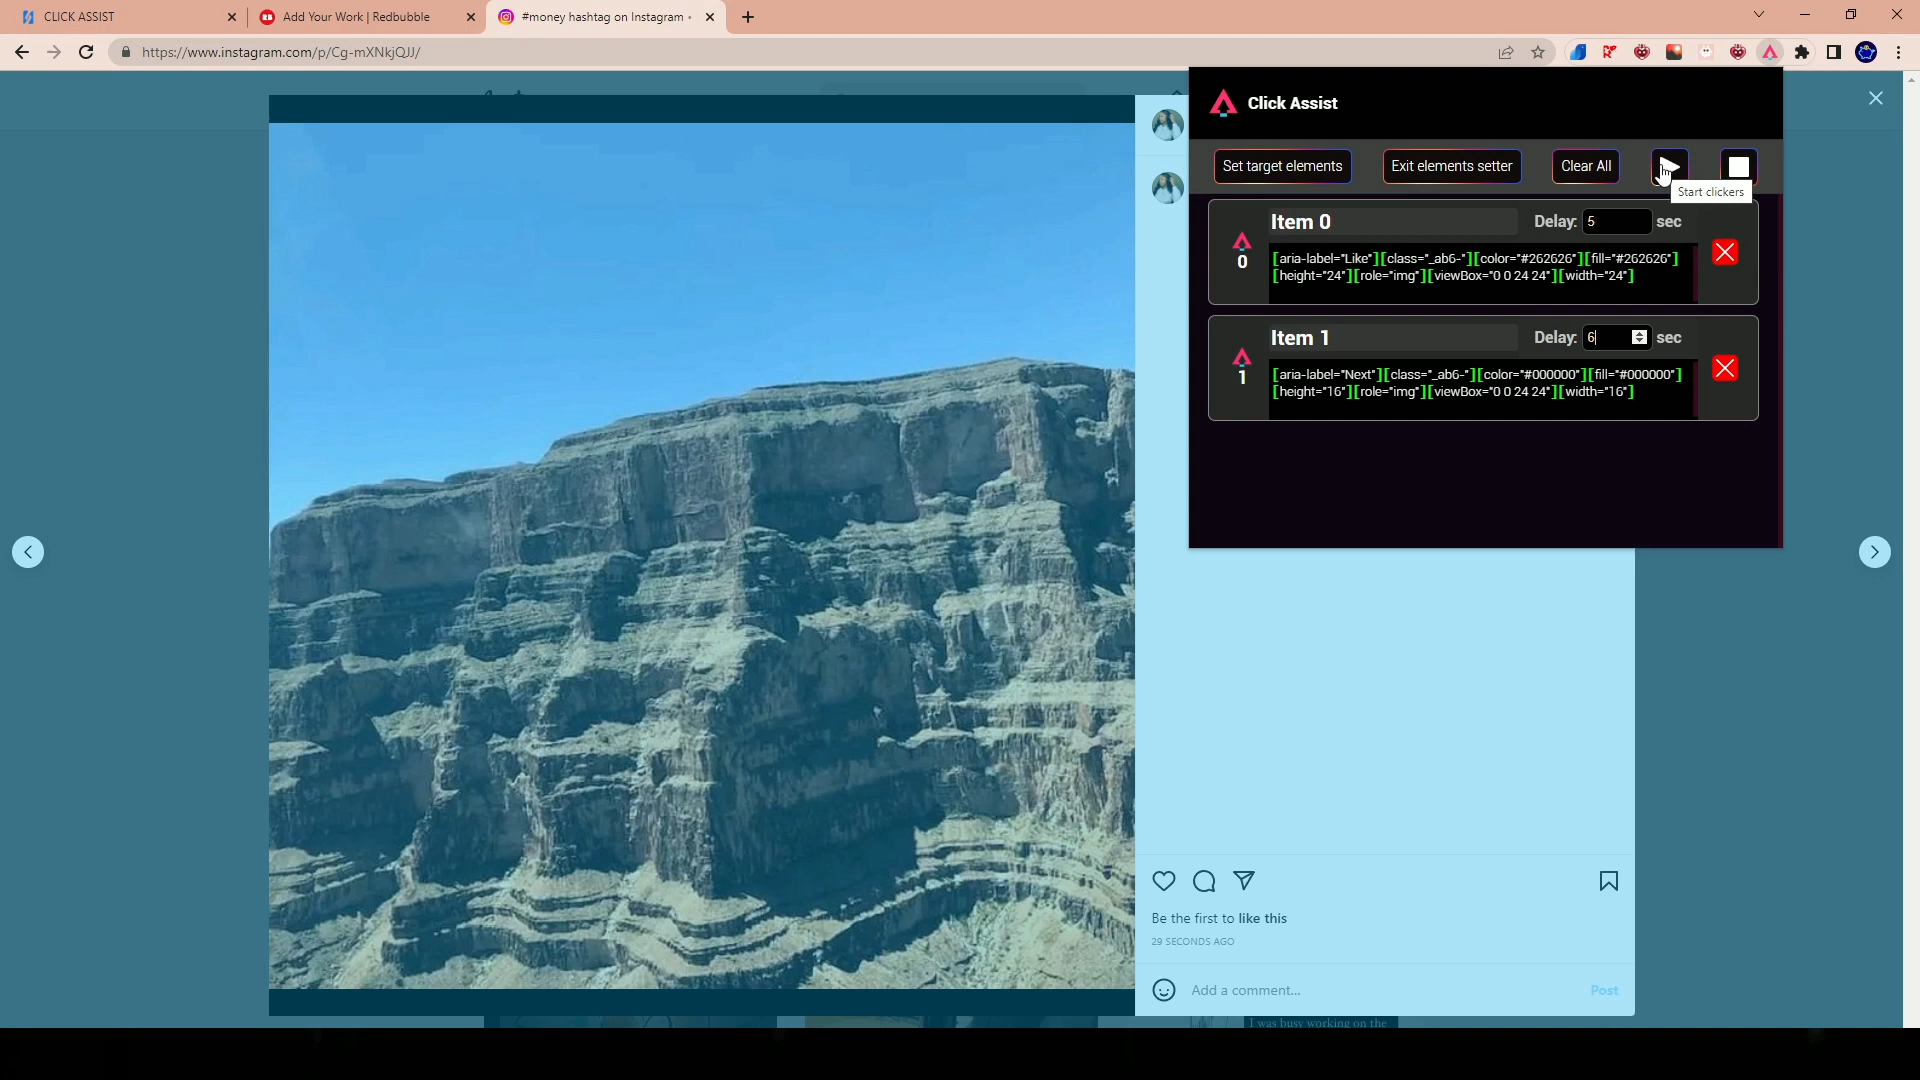 CLICK ASSIST
Add Your Work | Redbubble
#money hashtag on Instagram •
https://www.instagram.com/p/Cg-mXNkjQJJ/
Click Assist
Set target elements
Exit elements setter
Clear All
Start clickers
Item 0
Delay: 5 sec
0
[aria-label="Like"][class="_ab6-"][color="#262626"][fill="#262626"]
[height="24"][role="img"][viewBox="0 0 24 24"][width="24"]
Item 1
Delay: 6 sec
1
[aria-label="Next"][class="_ab6-"][color="#000000"][fill="#000000"]
[height="16"][role="img"][viewBox="0 0 24 24"][width="16"]
Be the first to like this
29 SECONDS AGO
Add a comment...
Post
I was busy working on the